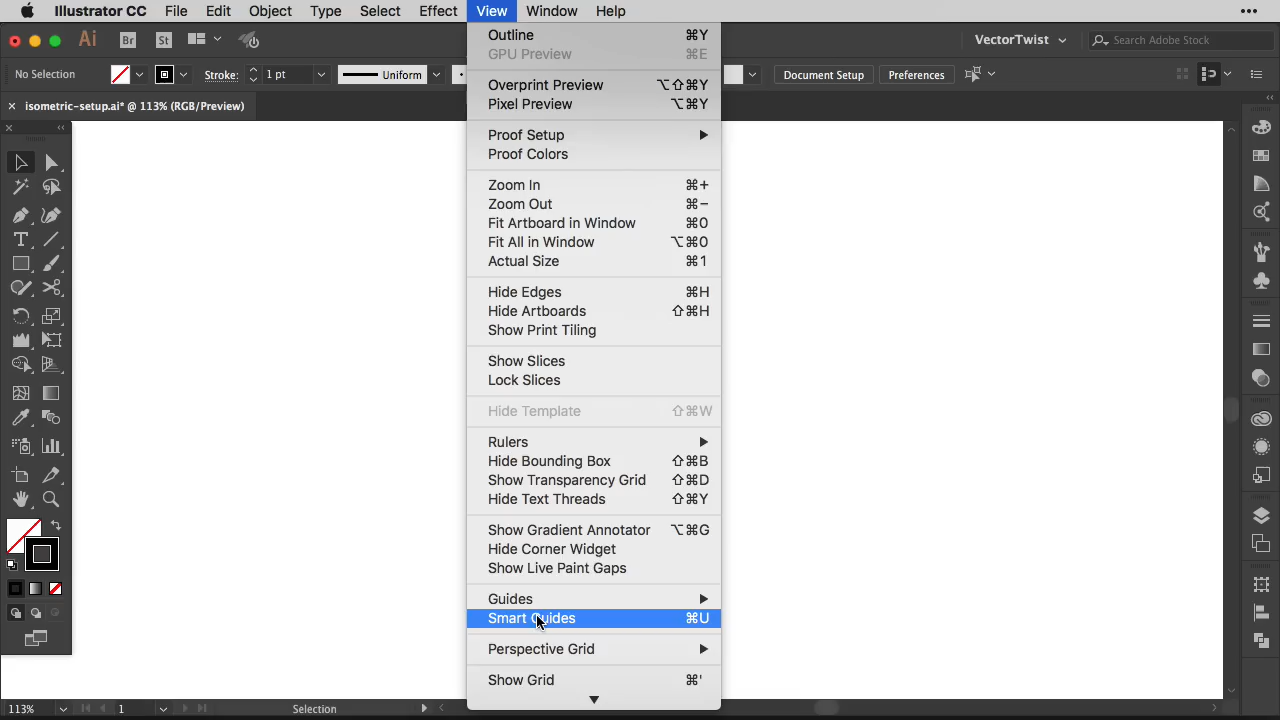 Illustrator CC File Edit Object Type Select Effect View Window Help
Ai Br St VectorTwist Search Adobe Stock
No Selection Stroke: 1 pt Uniform Document Setup Preferences
× isometric-setup.ai* @ 113% (RGB/Preview)
Outline ⌘Y
GPU Preview ⌘E
Overprint Preview ⌥⇧⌘Y
Pixel Preview ⌥⌘Y
Proof Setup
Proof Colors
Zoom In ⌘+
Zoom Out ⌘−
Fit Artboard in Window ⌘0
Fit All in Window ⌥⌘0
Actual Size ⌘1
Hide Edges ⌘H
Hide Artboards ⇧⌘H
Show Print Tiling
Show Slices
Lock Slices
Hide Template ⇧⌘W
Rulers
Hide Bounding Box ⇧⌘B
Show Transparency Grid ⇧⌘D
Hide Text Threads ⇧⌘Y
Show Gradient Annotator ⌥⌘G
Hide Corner Widget
Show Live Paint Gaps
Guides
Smart Guides ⌘U
Perspective Grid
Show Grid ⌘'
113% 1 Selection